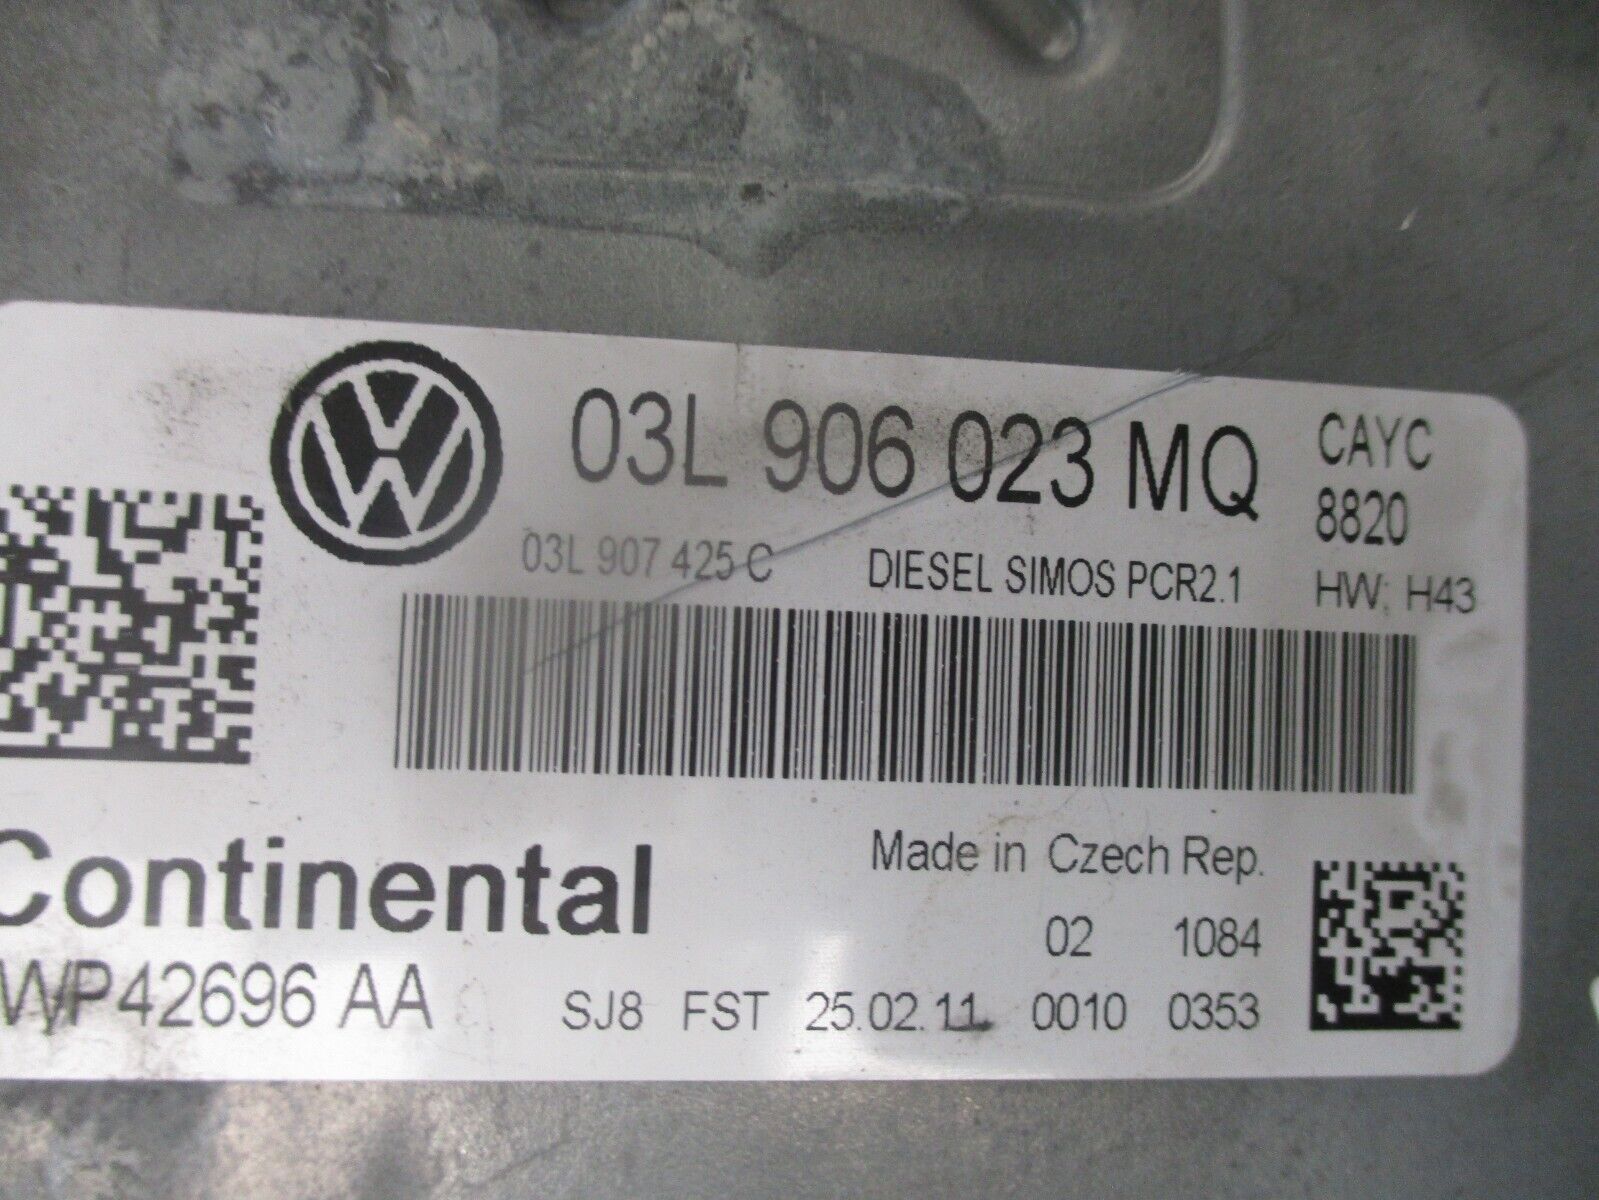 03L 906 023 MQ CAYC
8820
03L 907 425 C DIESEL SIMOS PCR2.1 HW: H43
Continental
Made in Czech Rep.
02 1084
WP42696 AA SJ8 FST 25.02.11 0010 0353